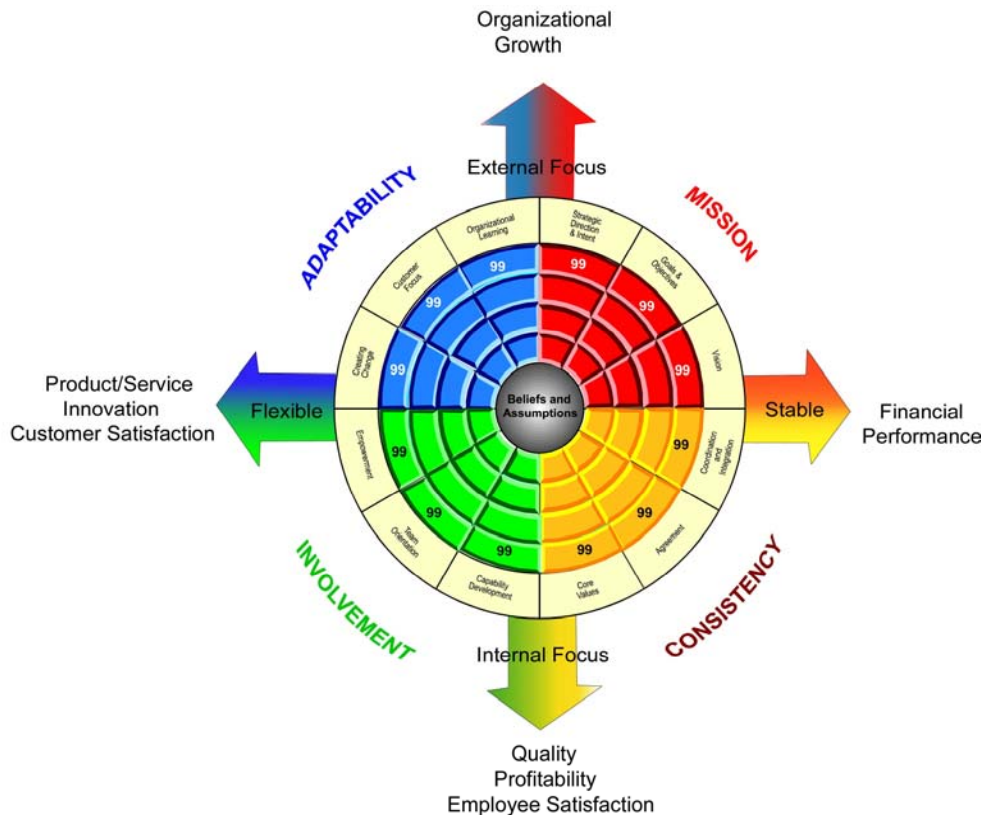 Organizational
Growth
External Focus
ADAPTABILITY
MISSION
Organizational
Learning
Strategic
Direction
& Intent
Customer
Focus
Goals &
Objectives
Creating
Change
Vision
99
99
99
99
99
99
Product/Service
Innovation
Customer Satisfaction
Flexible
Beliefs and
Assumptions
Stable
Financial
Performance
99
99
99
99
99
99
Empowerment
Coordination
and
Integration
Team
Orientation
Agreement
Capability
Development
Core
Values
INVOLVEMENT
CONSISTENCY
Internal Focus
Quality
Profitability
Employee Satisfaction